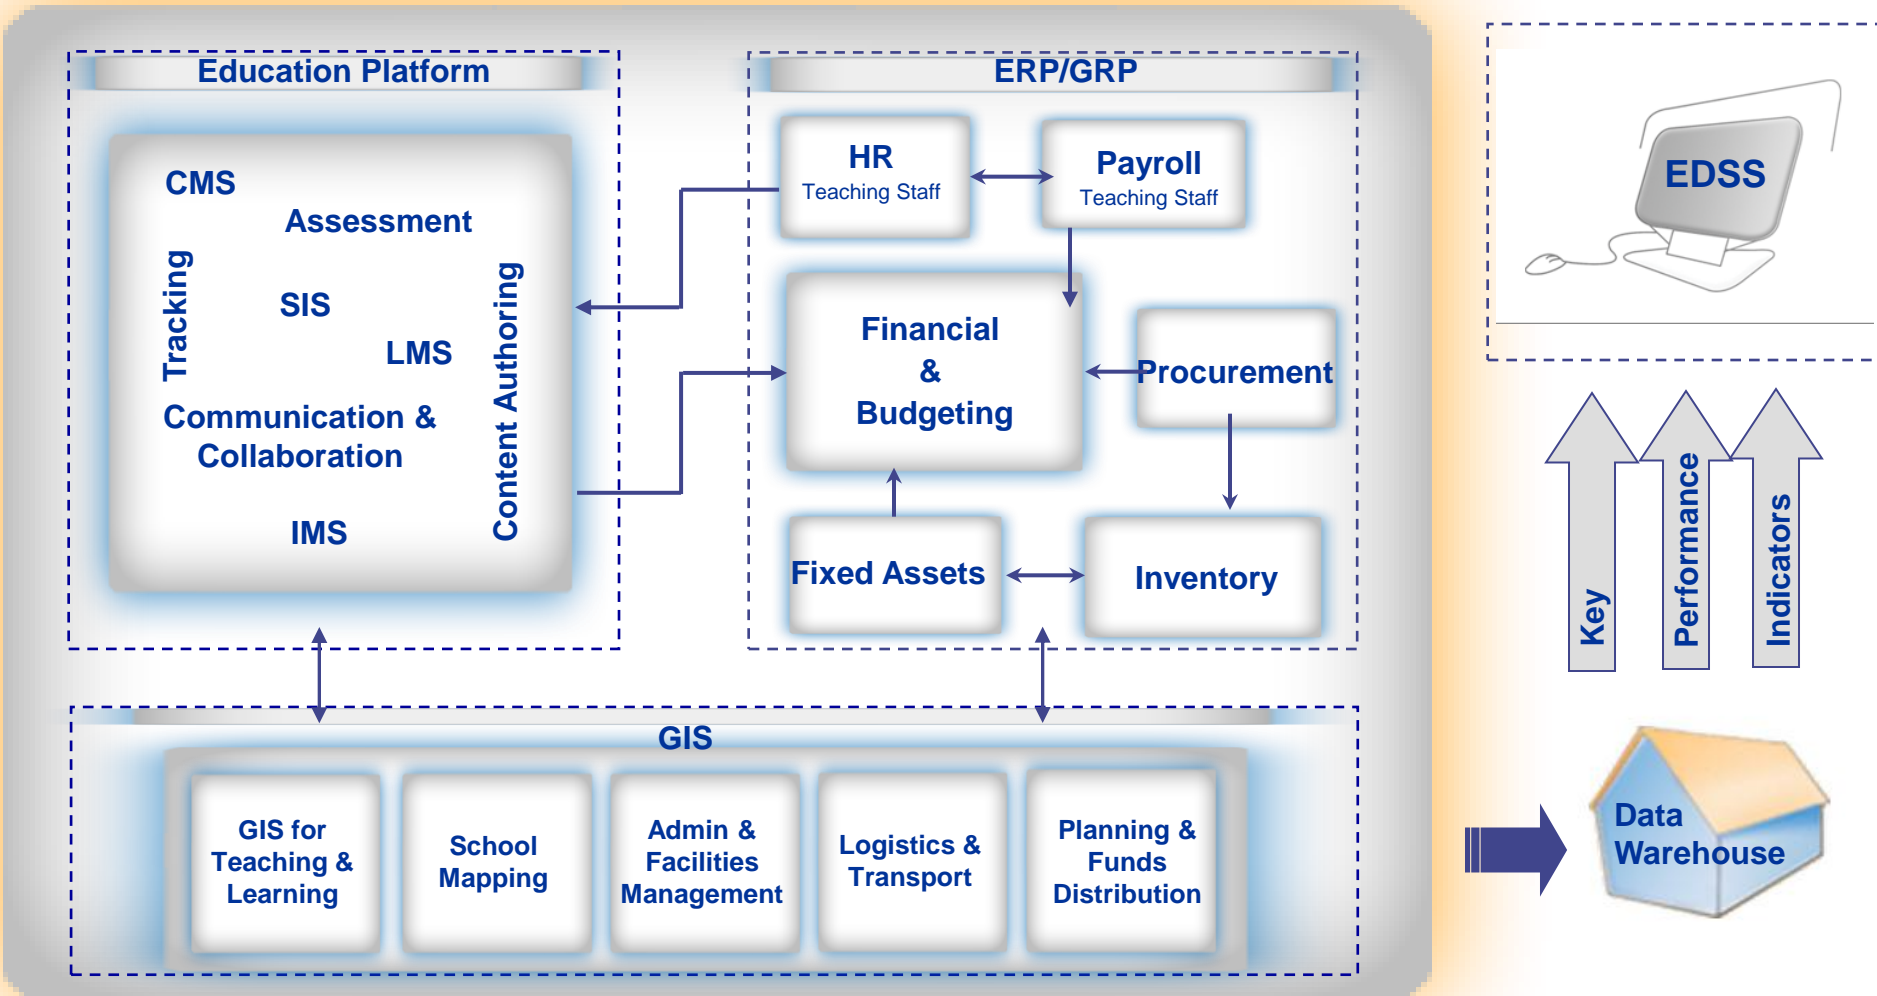 Education Platform
CMS
Assessment
Tracking
SIS
LMS
Content Authoring
Communication &
Collaboration
IMS
ERP/GRP
HR
Teaching Staff
Payroll
Teaching Staff
Financial
&
Budgeting
Procurement
Fixed Assets
Inventory
GIS
GIS for
Teaching &
Learning
School
Mapping
Admin &
Facilities
Management
Logistics &
Transport
Planning &
Funds
Distribution
EDSS
Key
Performance
Indicators
Data
Warehouse